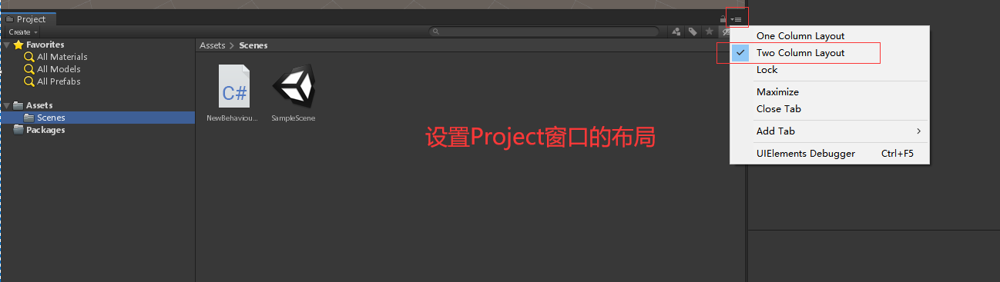 Project
Create
Favorites
All Materials
All Models
All Prefabs
Assets
Scenes
Packages
Assets > Scenes
C#
NewBehaviou...
SampleScene
设置Project窗口的布局
One Column Layout
Two Column Layout
Lock
Maximize
Close Tab
Add Tab
UIElements Debugger Ctrl+F5